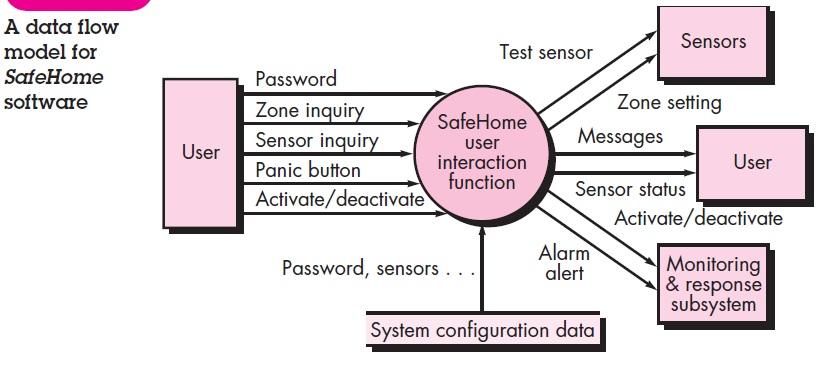 A data flow
model for
SafeHome
software
User
Password
Zone inquiry
Sensor inquiry
Panic button
Activate/deactivate
SafeHome
user
interaction
function
Test sensor
Sensors
Zone setting
Messages
User
Sensor status
Activate/deactivate
Alarm
alert
Monitoring
& response
subsystem
Password, sensors . . .
System configuration data